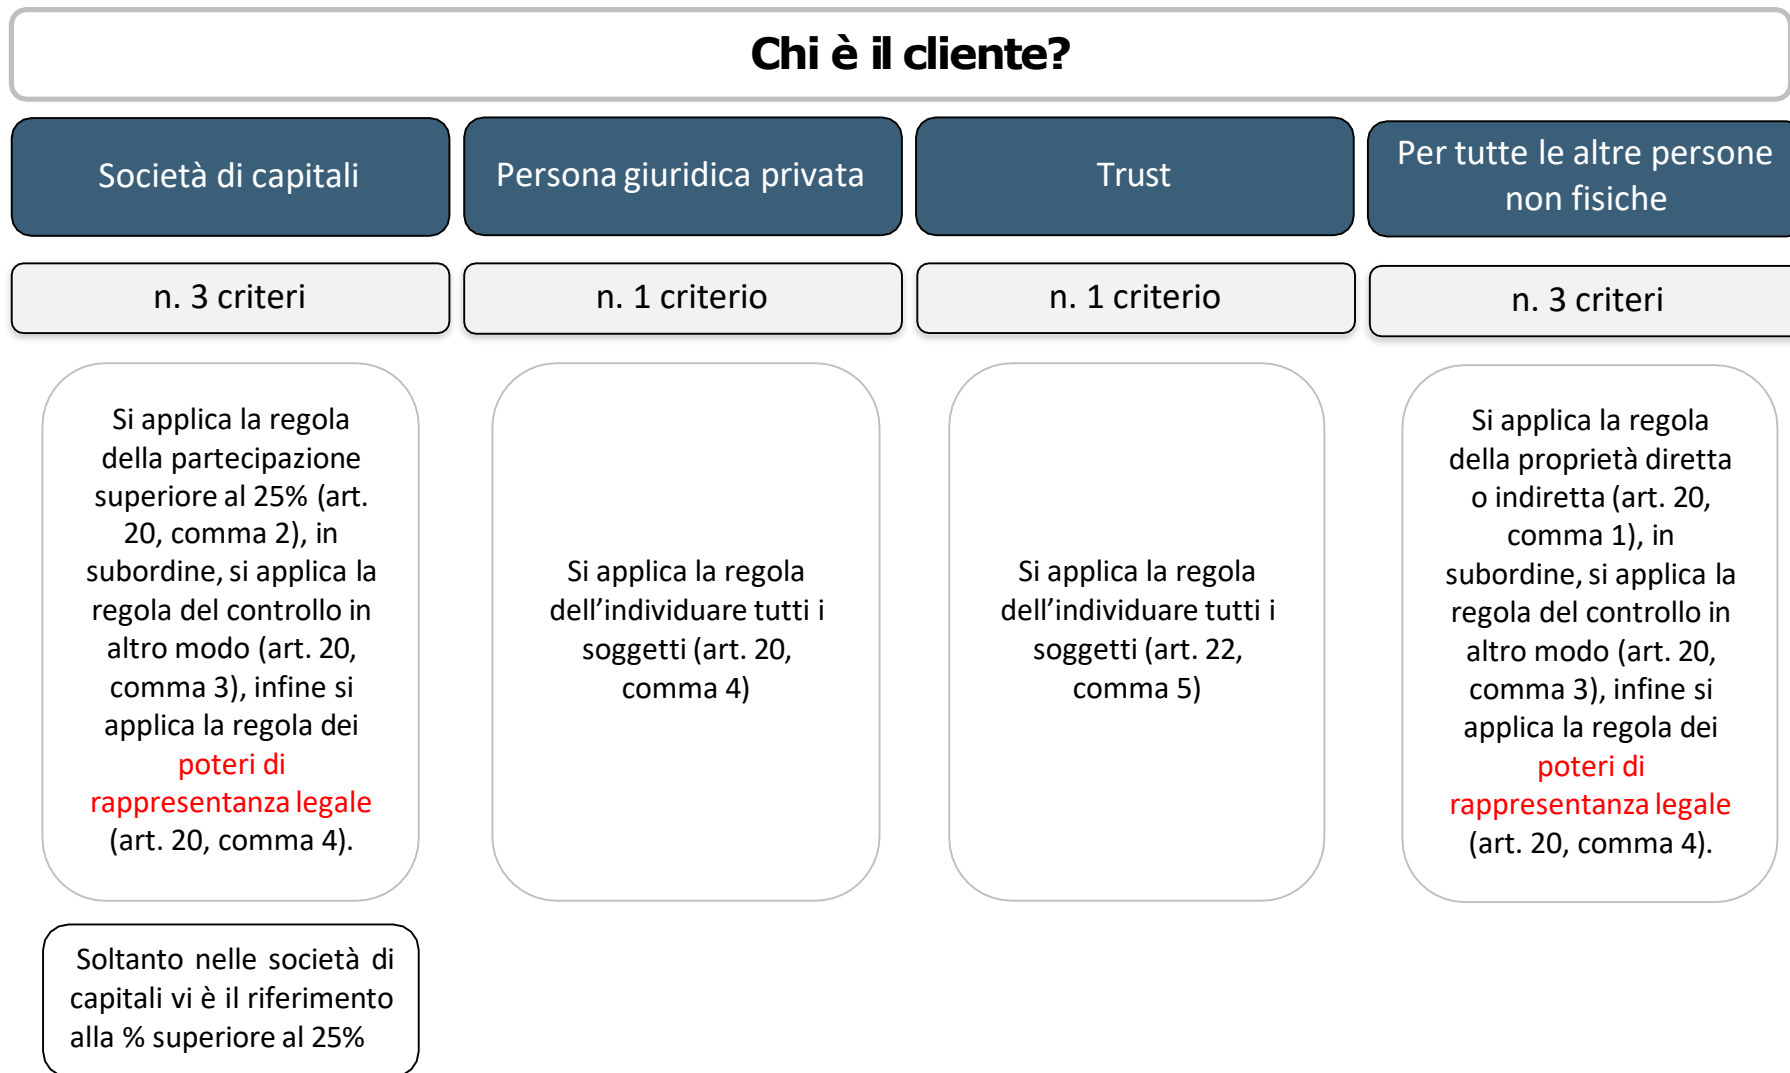 Chi è il cliente?
Società di capitali
Persona giuridica privata
Trust
Per tutte le altre persone
non fisiche
n. 3 criteri
n. 1 criterio
n. 1 criterio
n. 3 criteri
Si applica la regola
della partecipazione
superiore al 25% (art.
20, comma 2), in
subordine, si applica la
regola del controllo in
altro modo (art. 20,
comma 3), infine si
applica la regola dei
poteri di
rappresentanza legale
(art. 20, comma 4).
Si applica la regola
dell’individuare tutti i
soggetti (art. 20,
comma 4)
Si applica la regola
dell’individuare tutti i
soggetti (art. 22,
comma 5)
Si applica la regola
della proprietà diretta
o indiretta (art. 20,
comma 1), in
subordine, si applica la
regola del controllo in
altro modo (art. 20,
comma 3), infine si
applica la regola dei
poteri di
rappresentanza legale
(art. 20, comma 4).
Soltanto nelle società di
capitali vi è il riferimento
alla % superiore al 25%